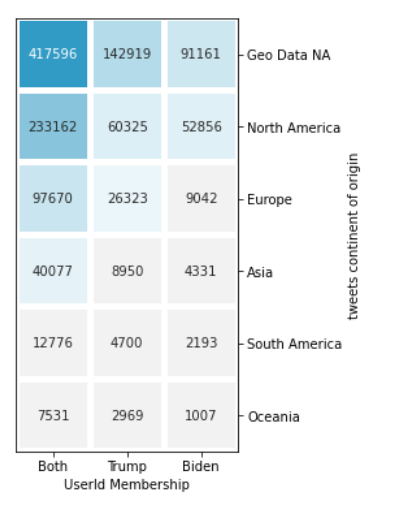 417596 142919 91161 Geo Data NA
233162 60325 52856 North America
97670 26323 9042 Europe
40077 8950 4331 Asia
12776 4700 2193 South America
7531 2969 1007 Oceania
tweets continent of origin
Both Trump Biden
UserId Membership